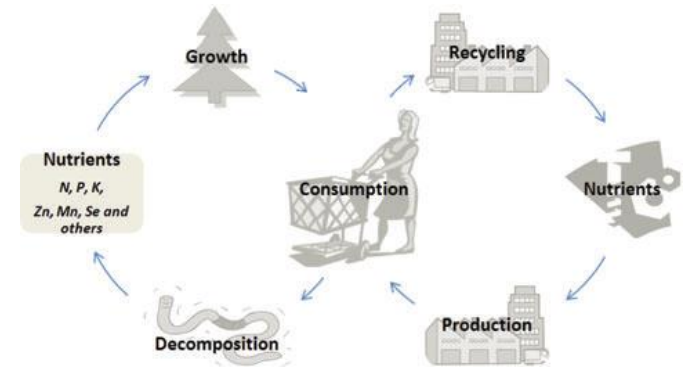 Growth
Recycling
Nutrients
N, P, K,
Zn, Mn, Se and
others
Consumption
Nutrients
Decomposition
Production